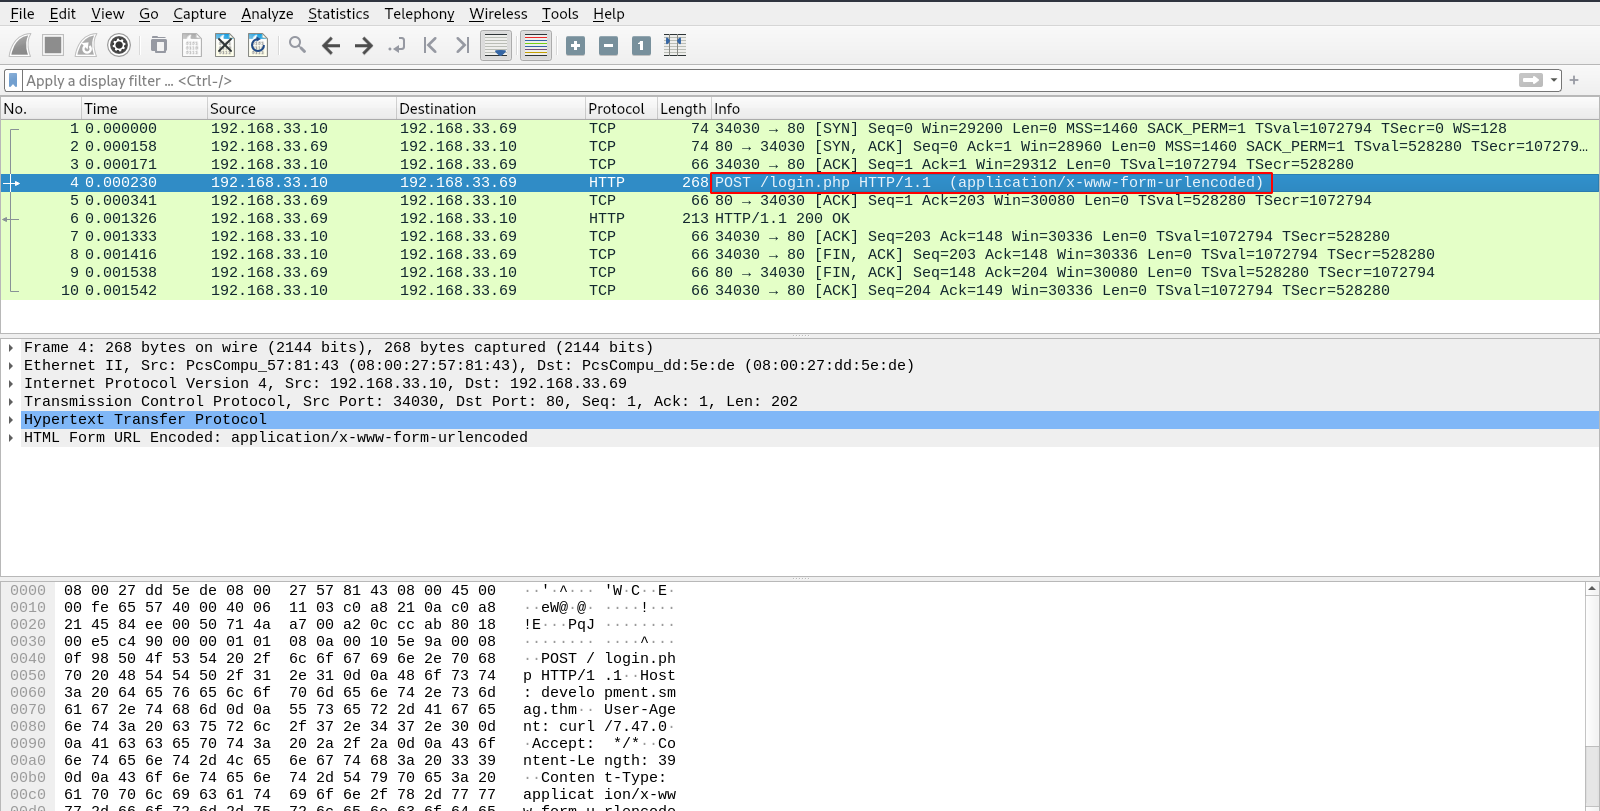 File Edit View Go Capture Analyze Statistics Telephony Wireless Tools Help
Apply a display filter ... <Ctrl-/>
No. Time Source Destination Protocol Length Info
1 0.000000 192.168.33.10 192.168.33.69 TCP 74 34030 → 80 [SYN] Seq=0 Win=29200 Len=0 MSS=1460 SACK_PERM=1 TSval=1072794 TSecr=0 WS=128
2 0.000158 192.168.33.69 192.168.33.10 TCP 74 80 → 34030 [SYN, ACK] Seq=0 Ack=1 Win=28960 Len=0 MSS=1460 SACK_PERM=1 TSval=528280 TSecr=107279…
3 0.000171 192.168.33.10 192.168.33.69 TCP 66 34030 → 80 [ACK] Seq=1 Ack=1 Win=29312 Len=0 TSval=1072794 TSecr=528280
4 0.000230 192.168.33.10 192.168.33.69 HTTP 268 POST /login.php HTTP/1.1  (application/x-www-form-urlencoded)
5 0.000341 192.168.33.69 192.168.33.10 TCP 66 80 → 34030 [ACK] Seq=1 Ack=203 Win=30080 Len=0 TSval=528280 TSecr=1072794
6 0.001326 192.168.33.69 192.168.33.10 HTTP 213 HTTP/1.1 200 OK
7 0.001333 192.168.33.10 192.168.33.69 TCP 66 34030 → 80 [ACK] Seq=203 Ack=148 Win=30336 Len=0 TSval=1072794 TSecr=528280
8 0.001416 192.168.33.10 192.168.33.69 TCP 66 34030 → 80 [FIN, ACK] Seq=203 Ack=148 Win=30336 Len=0 TSval=1072794 TSecr=528280
9 0.001538 192.168.33.69 192.168.33.10 TCP 66 80 → 34030 [FIN, ACK] Seq=148 Ack=204 Win=30080 Len=0 TSval=528280 TSecr=1072794
10 0.001542 192.168.33.10 192.168.33.69 TCP 66 34030 → 80 [ACK] Seq=204 Ack=149 Win=30336 Len=0 TSval=1072794 TSecr=528280
Frame 4: 268 bytes on wire (2144 bits), 268 bytes captured (2144 bits)
Ethernet II, Src: PcsCompu_57:81:43 (08:00:27:57:81:43), Dst: PcsCompu_dd:5e:de (08:00:27:dd:5e:de)
Internet Protocol Version 4, Src: 192.168.33.10, Dst: 192.168.33.69
Transmission Control Protocol, Src Port: 34030, Dst Port: 80, Seq: 1, Ack: 1, Len: 202
Hypertext Transfer Protocol
HTML Form URL Encoded: application/x-www-form-urlencoded
0000 08 00 27 dd 5e de 08 00 27 57 81 43 08 00 45 00 ··'·^··· 'W·C··E·
0010 00 fe 65 57 40 00 40 06 11 03 c0 a8 21 0a c0 a8 ··eW@·@· ····!···
0020 21 45 84 ee 00 50 71 4a a7 00 a2 0c cc ab 80 18 !E···PqJ ········
0030 00 e5 c4 90 00 00 01 01 08 0a 00 10 5e 9a 00 08 ········ ····^···
0040 0f 98 50 4f 53 54 20 2f 6c 6f 67 69 6e 2e 70 68 ··POST / login.ph
0050 70 20 48 54 54 50 2f 31 2e 31 0d 0a 48 6f 73 74 p HTTP/1 .1··Host
0060 3a 20 64 65 76 65 6c 6f 70 6d 65 6e 74 2e 73 6d : develo pment.sm
0070 61 67 2e 74 68 6d 0d 0a 55 73 65 72 2d 41 67 65 ag.thm·· User-Age
0080 6e 74 3a 20 63 75 72 6c 2f 37 2e 34 37 2e 30 0d nt: curl /7.47.0·
0090 0a 41 63 63 65 70 74 3a 20 2a 2f 2a 0d 0a 43 6f ·Accept: */*··Co
00a0 6e 74 65 6e 74 2d 4c 65 6e 67 74 68 3a 20 33 39 ntent-Le ngth: 39
00b0 0d 0a 43 6f 6e 74 65 6e 74 2d 54 79 70 65 3a 20 ··Conten t-Type:
00c0 61 70 70 6c 69 63 61 74 69 6f 6e 2f 78 2d 77 77 applicat ion/x-ww
00d0 77 2d 66 6f 72 6d 2d 75 72 6c 65 6e 63 6f 64 65 w-form-u rlencode